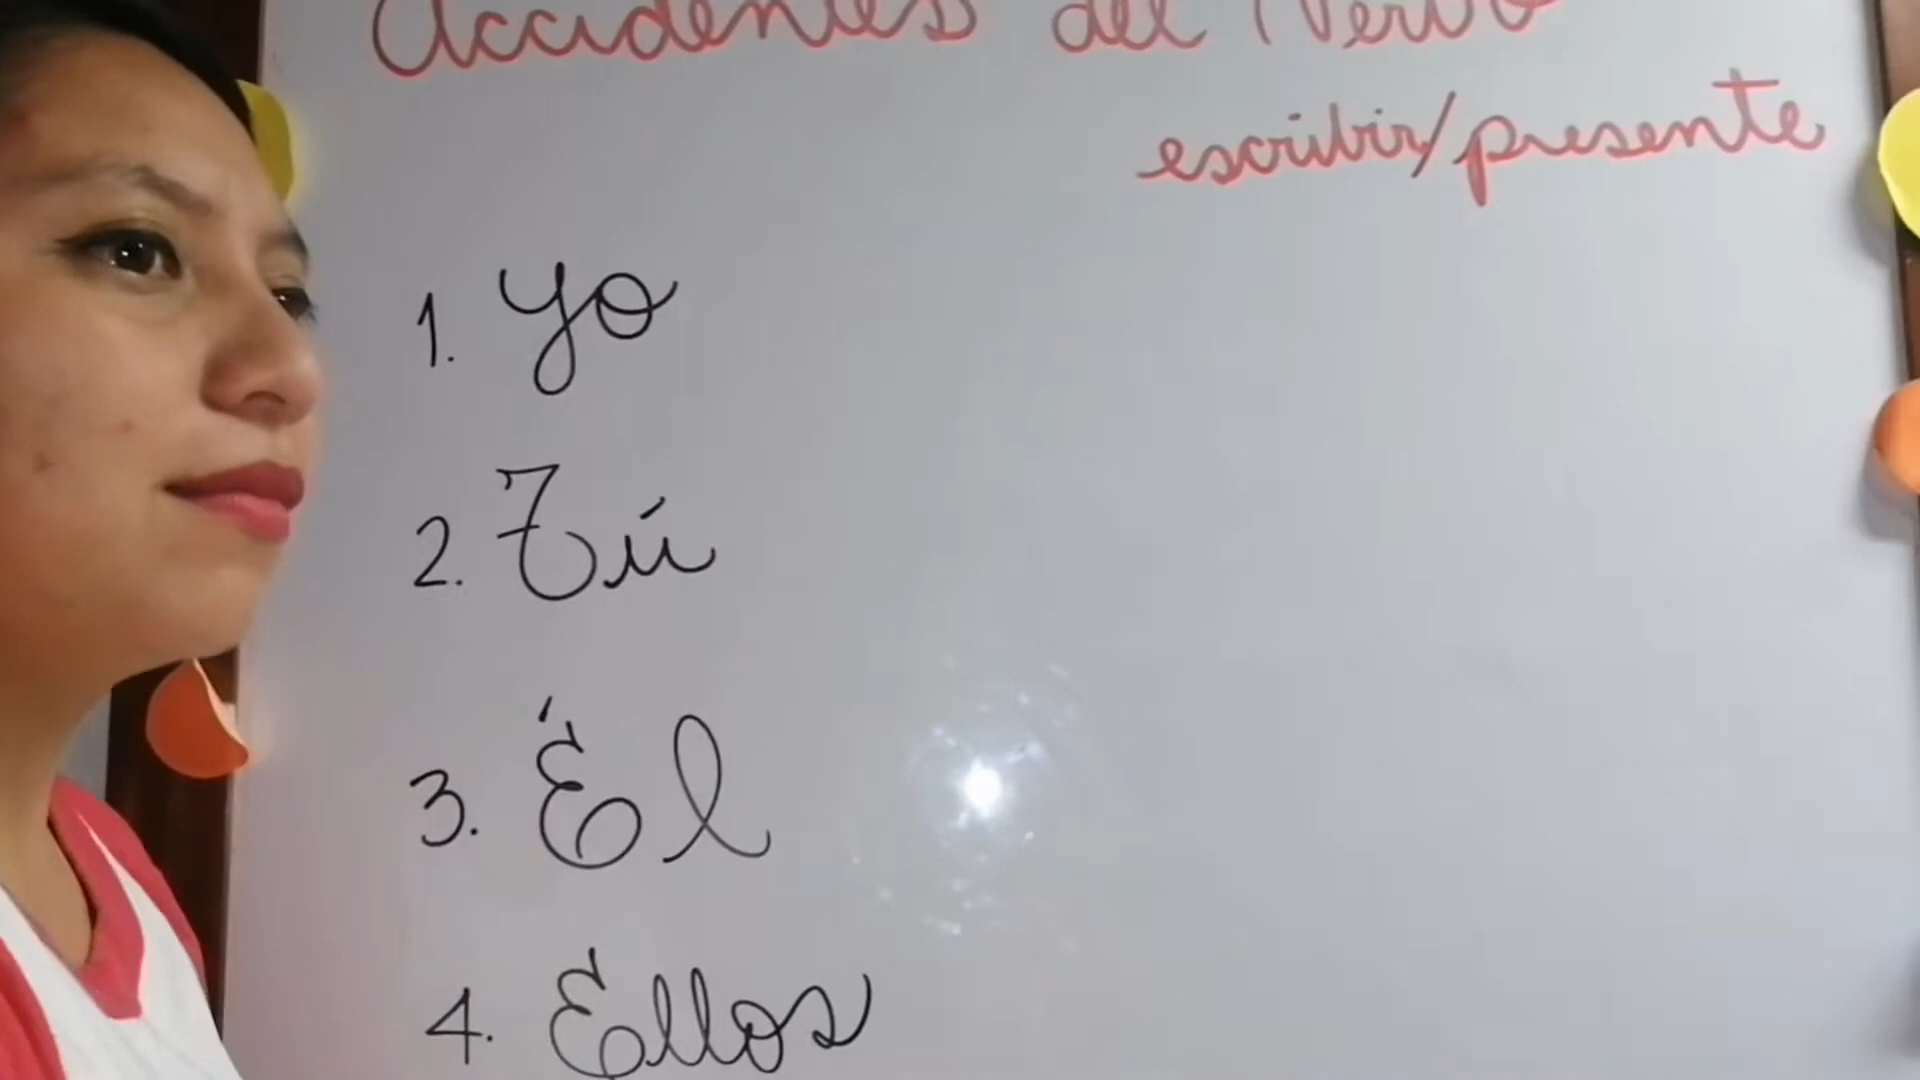 Accidentes del Verbo
escribir/presente
1. Yo
2. Tú
3. Él
4. Ellos